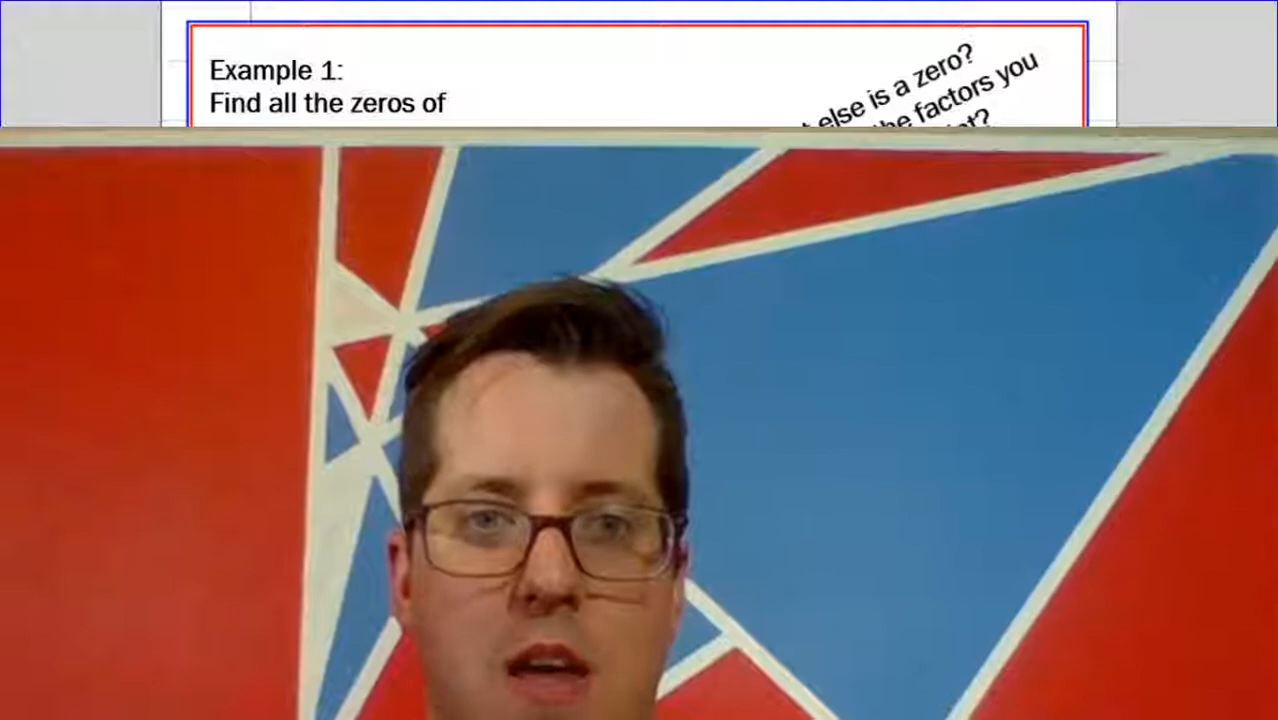 Example 1:
Find all the zeros of
else is a zero?
the factors you